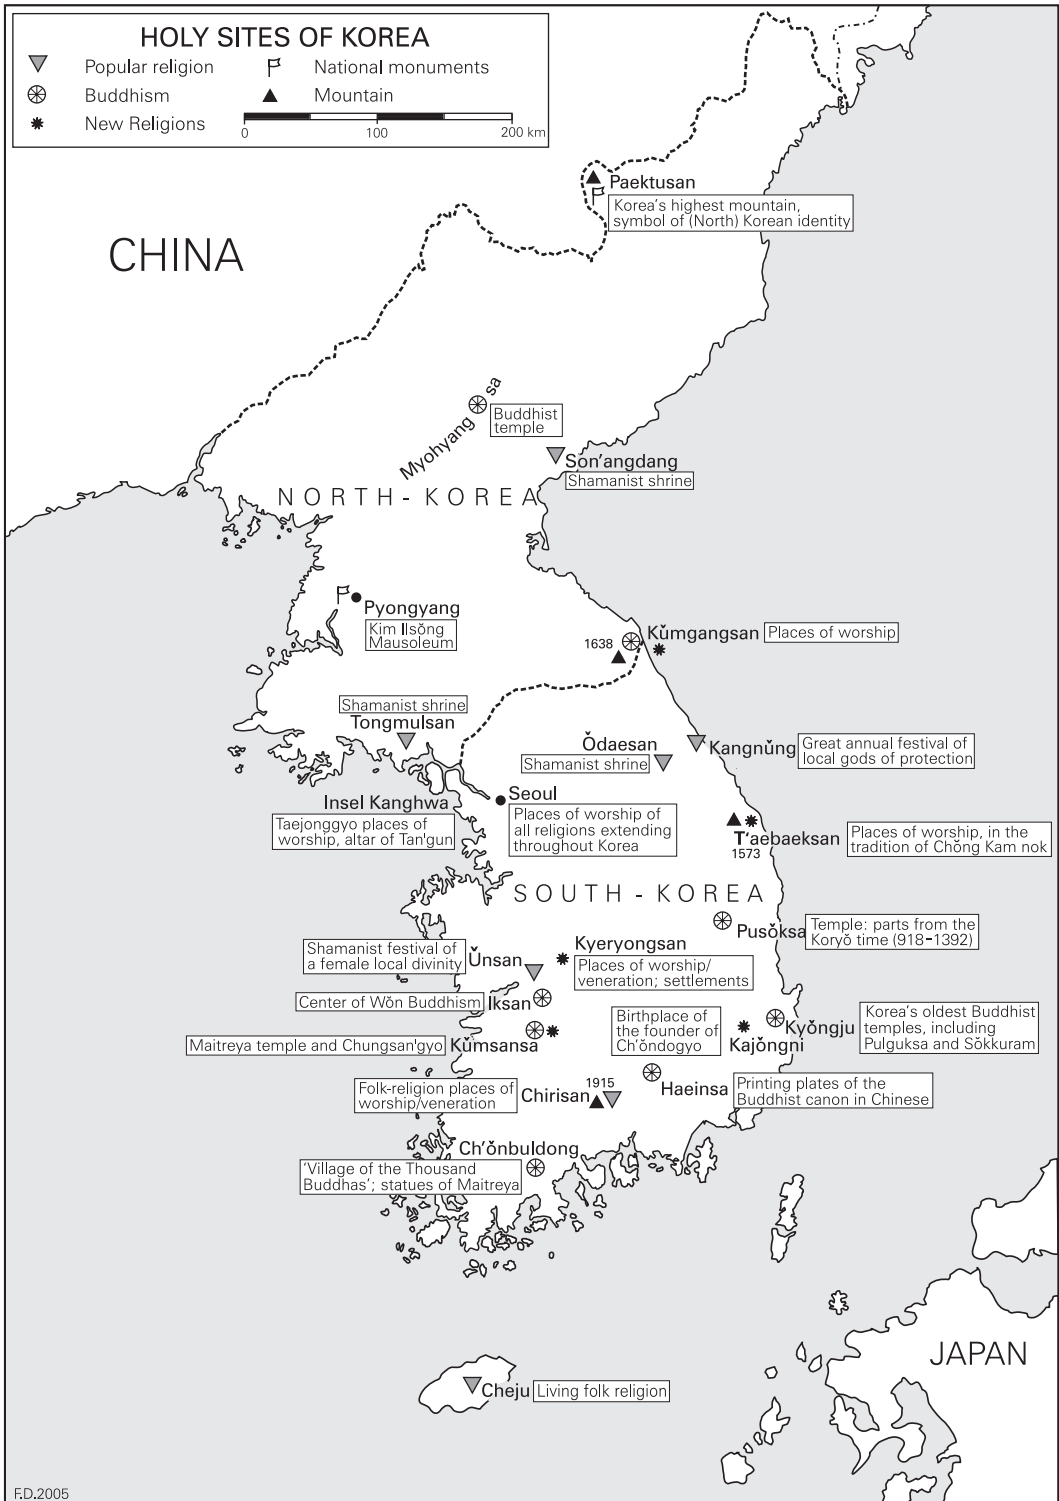 HOLY SITES OF KOREA
Popular religion
National monuments
Buddhism
Mountain
New Religions
0
100
200 km
Paektusan
Korea's highest mountain,
symbol of (North) Korean identity
CHINA
Myohyang sa
Buddhist
temple
Sŏn'angdang
Shamanist shrine
NORTH-KOREA
Pyongyang
Kim Ilsŏng
Mausoleum
1638
Kŭmgangsan
Places of worship
Shamanist shrine
Tongmulsan
Ŏdaesan
Shamanist shrine
Kangnŭng
Great annual festival of
local gods of protection
Insel Kanghwa
Taejonggyo places of
worship, altar of Tan'gun
Seoul
Places of worship of
all religions extending
throughout Korea
T'aebaeksan
1573
Places of worship, in the
tradition of Chŏng Kam nok
SOUTH-KOREA
Pusŏksa
Temple: parts from the
Koryŏ time (918–1392)
Shamanist festival of
a female local divinity
Ŭnsan
Kyeryongsan
Places of worship/
veneration; settlements
Center of Wŏn Buddhism
Iksan
Birthplace of
the founder of
Ch'ŏndogyo
Kajŏngni
Kyŏngju
Korea's oldest Buddhist
temples, including
Pulguksa and Sŏkkuram
Maitreya temple and Chungsan'gyo
Kŭmsansa
Folk-religion places of
worship/veneration
Chirisan
1915
Haeinsa
Printing plates of the
Buddhist canon in Chinese
Ch'ŏnbuldong
'Village of the Thousand
Buddhas'; statues of Maitreya
JAPAN
Cheju
Living folk religion
F.D.2005